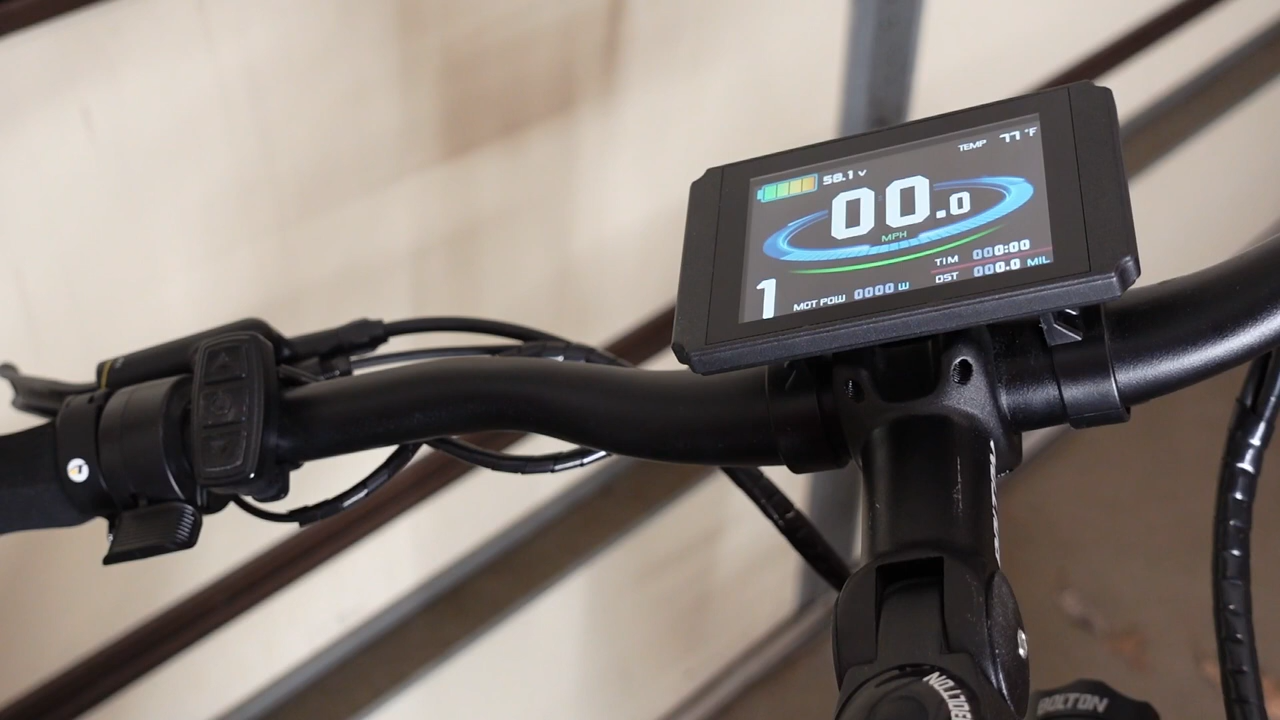 58.1 V
TEMP 77 °F
00.0
MPH
TIM 000:00
DST 000.0 MIL
1
MOT POW 0000 W
BOLTON
BOLTON